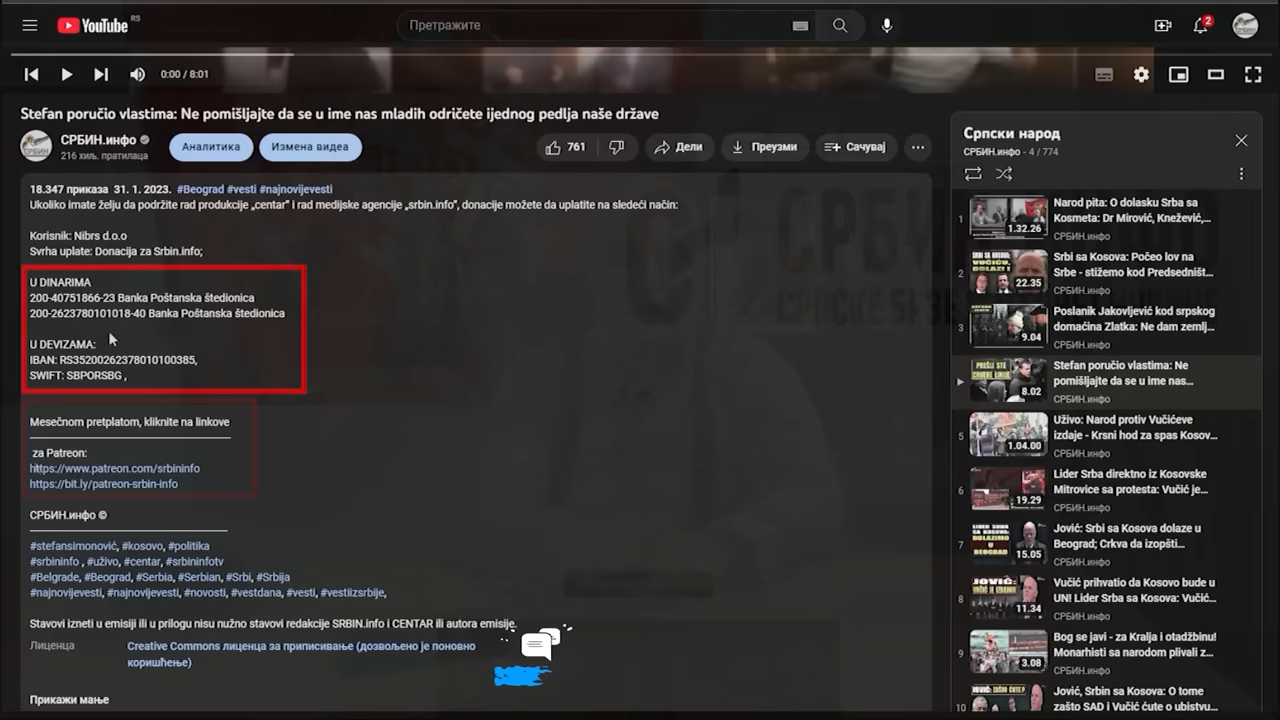 YouTube RS
Претражите
2
0:00 / 8:01
Stefan poručio vlastima: Ne pomišljajte da se u ime nas mladih odričete ijednog pedlja naše države
СРБИН.инфо
216 хиљ. пратилаца
Аналитика
Измена видеа
761
Дели
Преузми
Сачувај
18.347 приказа 31. 1. 2023. #Beograd #vesti #najnovijevesti
Ukoliko imate želju da podržite rad produkcije „centar“ i rad medijske agencije „srbin.info“, donacije možete da uplatite na sledeći način:
Korisnik: Nibrs d.o.o
Svrha uplate: Donacija za Srbin.info;
U DINARIMA
200-40751866-23 Banka Poštanska štedionica
200-2623780101018-40 Banka Poštanska štedionica
U DEVIZAMA:
IBAN: RS35200262378010100385,
SWIFT: SBPORSBG ,
Mesečnom pretplatom, kliknite na linkove
za Patreon:
https://www.patreon.com/srbininfo
https://bit.ly/patreon-srbin-info
СРБИН.инфо ©
#stefansimonović, #kosovo, #politika
#srbininfo , #uživo, #centar, #srbininfotv
#Belgrade, #Beograd, #Serbia, #Serbian, #Srbi, #Srbija
#najnovijevesti, #najnovijevesti, #novosti, #vestdana, #vesti, #vestiizsrbije,
Stavovi izneti u emisiji ili u prilogu nisu nužno stavovi redakcije SRBIN.info i CENTAR ili autora emisije.
Лиценца
Creative Commons лиценца за приписивање (дозвољено је поновно
коришћење)
Прикажи мање
Српски народ
СРБИН.инфо - 4 / 774
1
1.32.26
Narod pita: O dolasku Srba sa
Kosmeta: Dr Mirović, Knežević,...
СРБИН.инфо
2
22.35
Srbi sa Kosova: Počeo lov na
Srbe - stižemo kod Predsedništ...
СРБИН.инфо
3
9.04
Poslanik Jakovljević kod srpskog
domaćina Zlatka: Ne dam zemlj...
СРБИН.инфо
8.02
Stefan poručio vlastima: Ne
pomišljajte da se u ime nas...
СРБИН.инфо
5
1.04.00
Uživo: Narod protiv Vučićeve
izdaje - Krsni hod za spas Kosov...
СРБИН.инфо
6
19.29
Lider Srba direktno iz Kosovske
Mitrovice sa protesta: Vučić je...
СРБИН.инфо
7
15.05
Jović: Srbi sa Kosova dolaze u
Beograd; Crkva da izopšti...
СРБИН.инфо
8
11.34
Vučić prihvatio da Kosovo bude u
UN! Lider Srba sa Kosova: Vučić...
СРБИН.инфо
9
3.08
Bog se javi - za Kralja i otadžbinu!
Monarhisti sa narodom plivali z...
СРБИН.инфо
10
Jović, Srbin sa Kosova: O tome
zašto SAD i Vučić ćute o ubistvu...